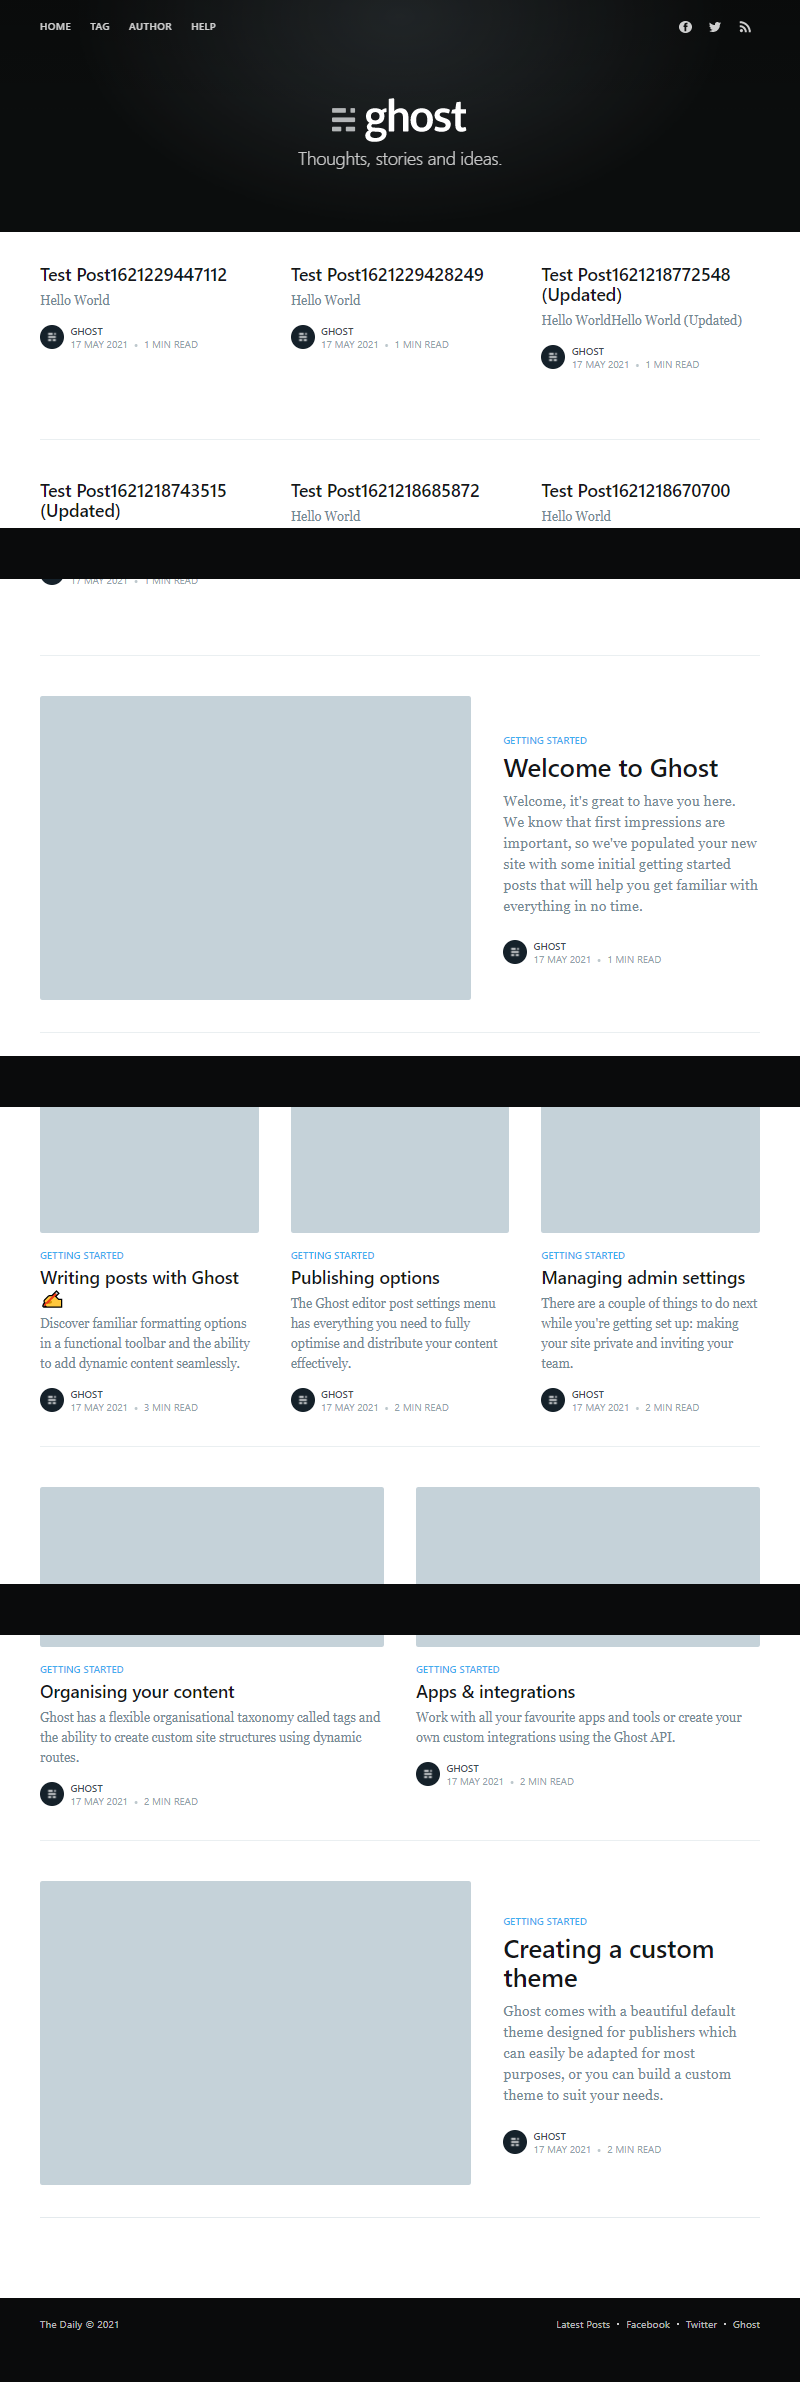 HOME TAG AUTHOR HELP
ghost
Thoughts, stories and ideas.
Test Post1621229447112
Hello World
GHOST
17 MAY 2021 • 1 MIN READ
Test Post1621229428249
Hello World
GHOST
17 MAY 2021 • 1 MIN READ
Test Post1621218772548
(Updated)
Hello WorldHello World (Updated)
GHOST
17 MAY 2021 • 1 MIN READ
Test Post1621218743515
(Updated)
17 MAY 2021 • 1 MIN READ
Test Post1621218685872
Hello World
Test Post1621218670700
Hello World
GETTING STARTED
Welcome to Ghost
Welcome, it's great to have you here.
We know that first impressions are
important, so we've populated your new
site with some initial getting started
posts that will help you get familiar with
everything in no time.
GHOST
17 MAY 2021 • 1 MIN READ
GETTING STARTED
Writing posts with Ghost
✍️
Discover familiar formatting options
in a functional toolbar and the ability
to add dynamic content seamlessly.
GHOST
17 MAY 2021 • 3 MIN READ
GETTING STARTED
Publishing options
The Ghost editor post settings menu
has everything you need to fully
optimise and distribute your content
effectively.
GHOST
17 MAY 2021 • 2 MIN READ
GETTING STARTED
Managing admin settings
There are a couple of things to do next
while you're getting set up: making
your site private and inviting your
team.
GHOST
17 MAY 2021 • 2 MIN READ
GETTING STARTED
Organising your content
Ghost has a flexible organisational taxonomy called tags and
the ability to create custom site structures using dynamic
routes.
GHOST
17 MAY 2021 • 2 MIN READ
GETTING STARTED
Apps & integrations
Work with all your favourite apps and tools or create your
own custom integrations using the Ghost API.
GHOST
17 MAY 2021 • 2 MIN READ
GETTING STARTED
Creating a custom
theme
Ghost comes with a beautiful default
theme designed for publishers which
can easily be adapted for most
purposes, or you can build a custom
theme to suit your needs.
GHOST
17 MAY 2021 • 2 MIN READ
The Daily © 2021
Latest Posts • Facebook • Twitter • Ghost